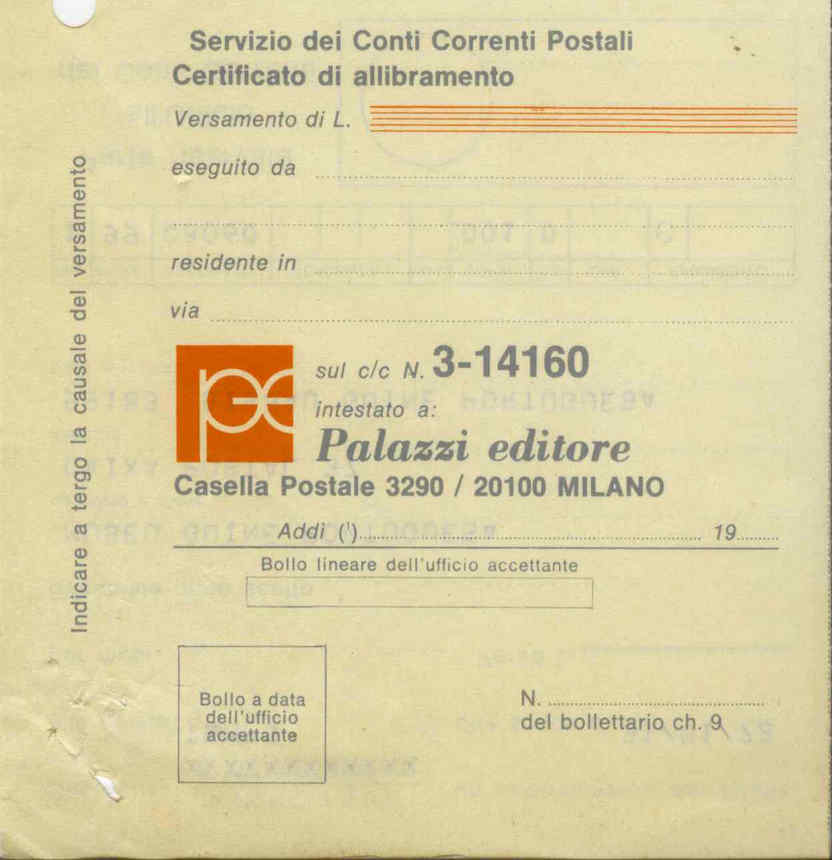 Servizio dei Conti Correnti Postali
Certificato di allibramento
Versamento di L.
eseguito da
residente in
via
pe
sul c/c N. 3-14160
intestato a:
Palazzi editore
Casella Postale 3290 / 20100 MILANO
Addì (¹) 19
Bollo lineare dell'ufficio accettante
Bollo a data
dell'ufficio
accettante
N.
del bollettario ch. 9
Indicare a tergo la causale del versamento